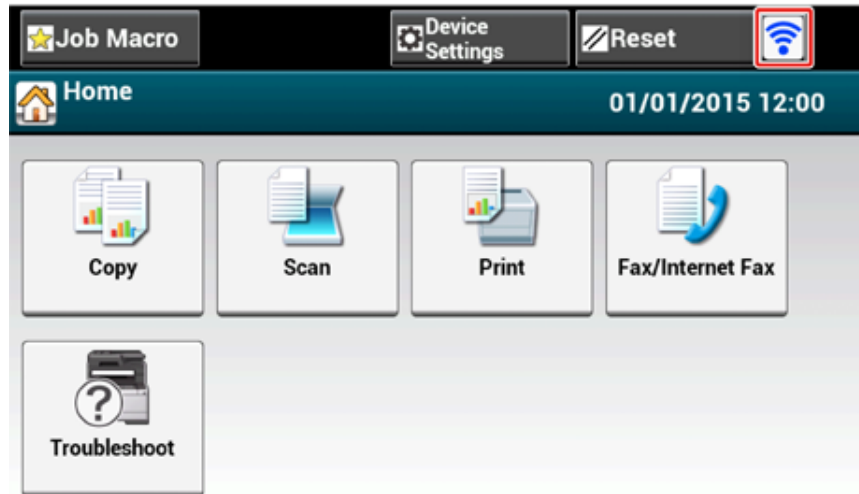 Job Macro
Device
Settings
Reset
Home
01/01/2015 12:00
Copy
Scan
Print
Fax/Internet Fax
?
Troubleshoot